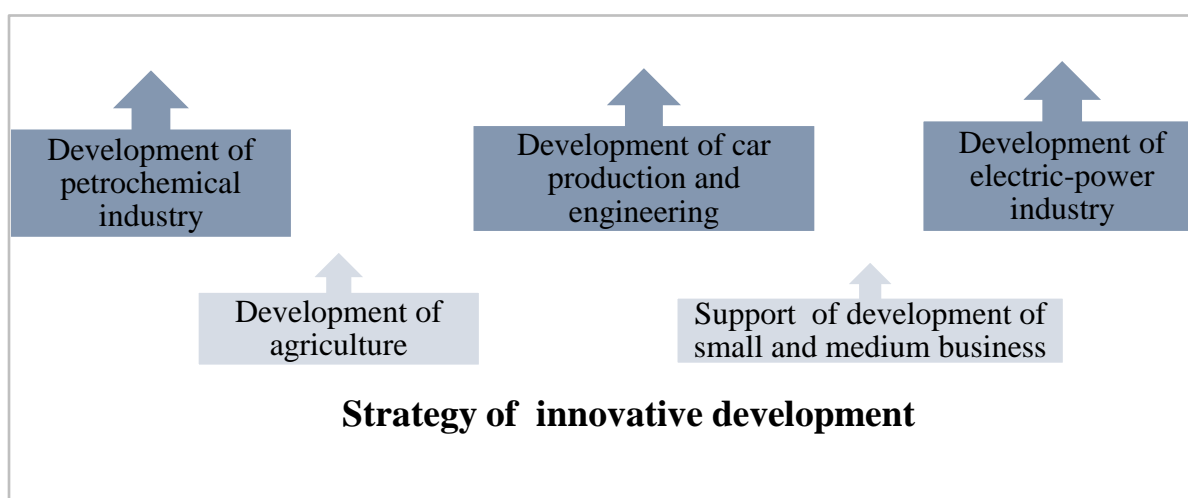 Development of
petrochemical
industry
Development of car
production and
engineering
Development of
electric-power
industry
Development of
agriculture
Support  of development of
small and medium business
Strategy of  innovative development